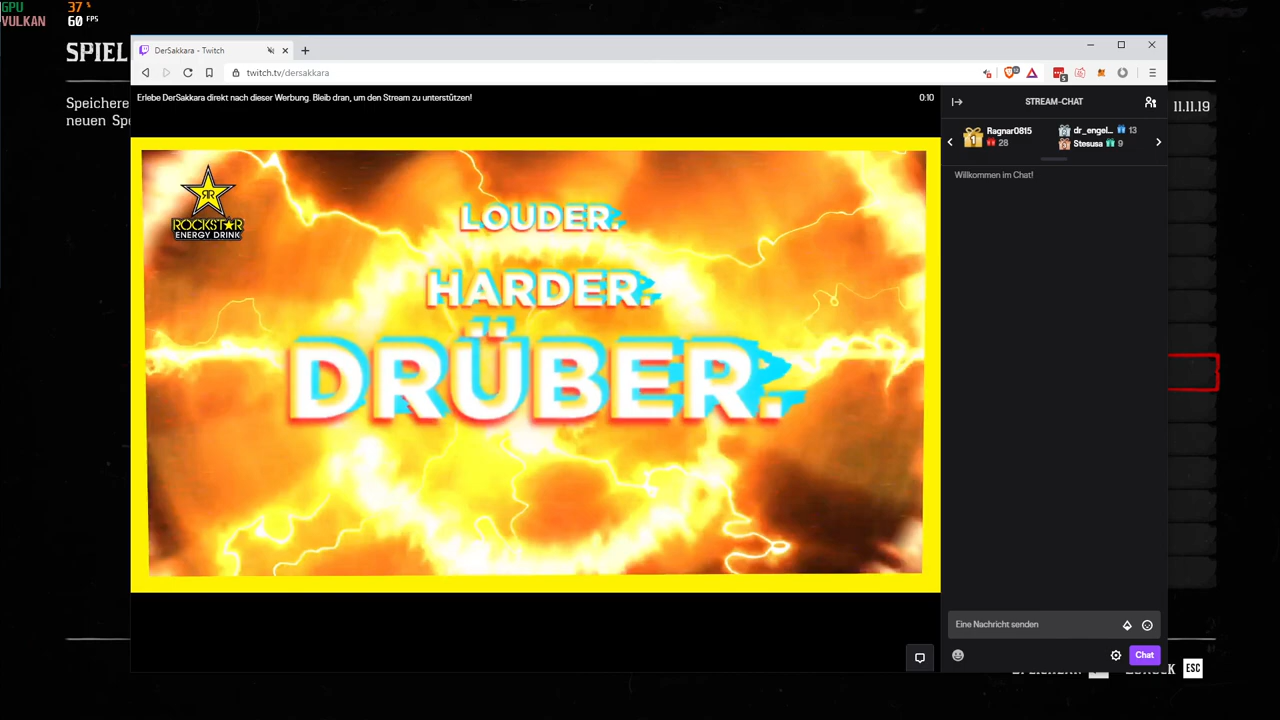 GPU 37 %
VULKAN 60 FPS
SPIEL
Speichere
neuen Spe
11.11.19
DerSakkara - Twitch
twitch.tv/dersakkara
Erlebe DerSakkara direkt nach dieser Werbung. Bleib dran, um den Stream zu unterstützen!
0:10
ROCKSTAR
ENERGY DRINK
LOUDER.
HARDER.
DRÜBER.
STREAM-CHAT
1 Ragnar0815 28
dr_engel... 13
Stesusa 9
Willkommen im Chat!
Eine Nachricht senden
Chat
ESC